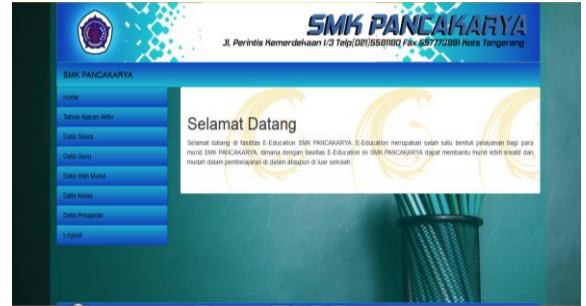 SMK PANCAKARYA
Jl. Perintis Kemerdekaan I/3 Telp(021)5581180 Fax 557772981 Kota Tangerang
SMK PANCAKARYA
Home
Tahun Ajaran Aktiv
Data Siswa
Data Guru
Data Wali Murid
Data Kelas
Data Pelajaran
Logout
Selamat Datang
Selamat datang di fasilitas E-Education SMK PANCAKARYA. E-Education merupakan salah satu bentuk pelayanan bagi para
murid SMK PANCAKARYA, dimana dengan fasilitas E-Education ini SMK PANCAKARYA dapat membantu murid lebih kreatif dan
mudah dalam pembelajaran di dalam ataupun di luar sekolah.